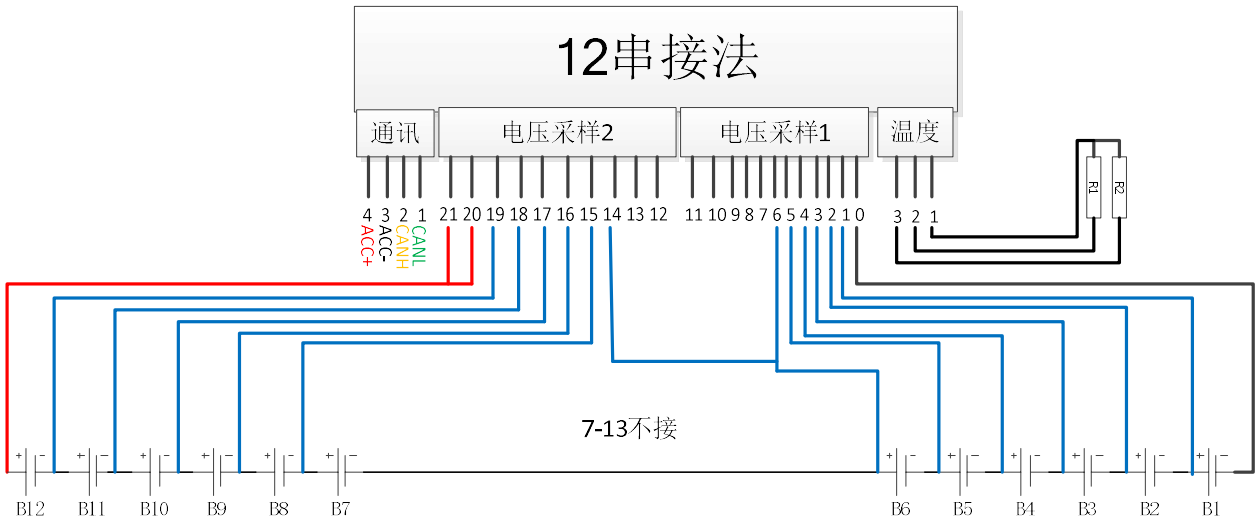 12串接法
通讯 电压采样2 电压采样1 温度
4 3 2 1 21 20 19 18 17 16 15 14 13 12 11 10 9 8 7 6 5 4 3 2 1 0 3 2 1
ACC+ ACC- CANH CANL
R1 R2
7-13不接
+ - + - + - + - + - + - + - + - + - + - + - + -
B12 B11 B10 B9 B8 B7 B6 B5 B4 B3 B2 B1